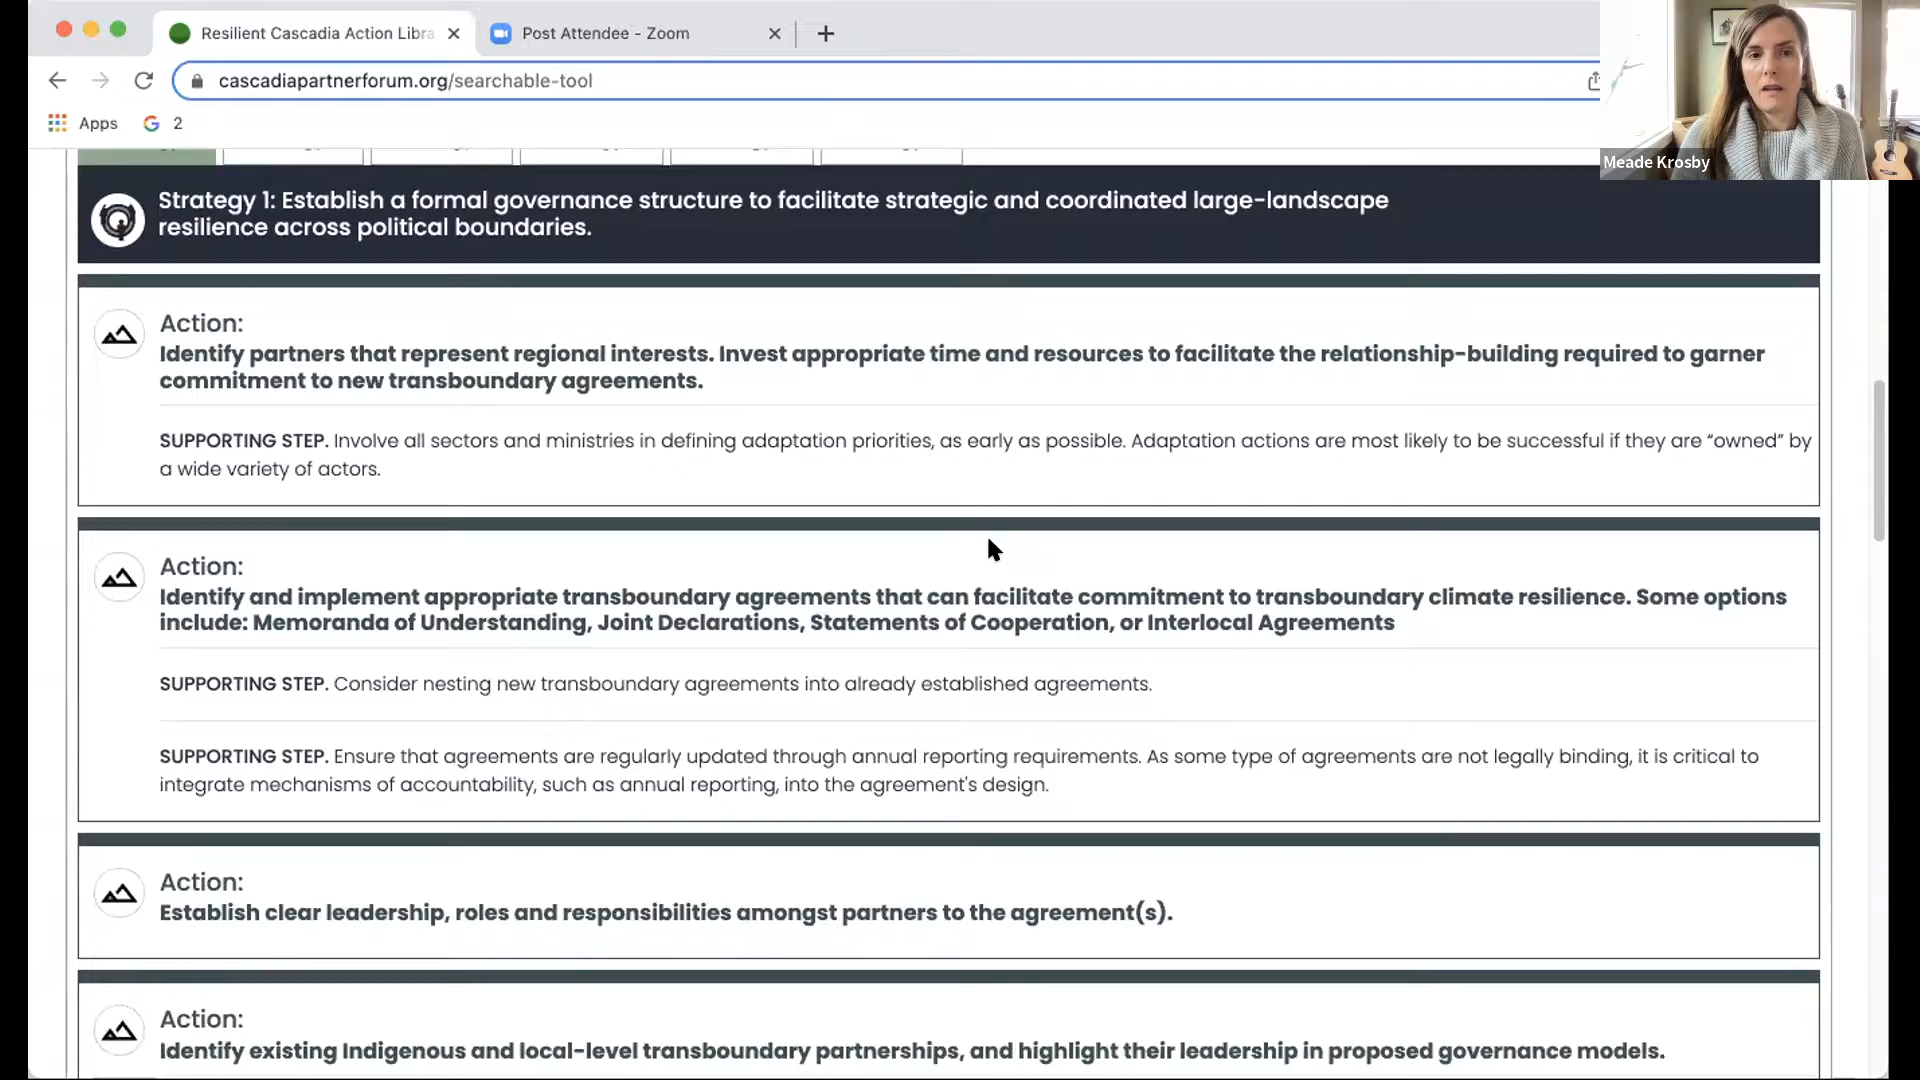 Resilient Cascadia Action Libra
Post Attendee - Zoom
cascadiapartnerforum.org/searchable-tool
Apps
2
Meade Krosby
Strategy 1: Establish a formal governance structure to facilitate strategic and coordinated large-landscape
resilience across political boundaries.
Action:
Identify partners that represent regional interests. Invest appropriate time and resources to facilitate the relationship-building required to garner
commitment to new transboundary agreements.
SUPPORTING STEP. Involve all sectors and ministries in defining adaptation priorities, as early as possible. Adaptation actions are most likely to be successful if they are “owned” by
a wide variety of actors.
Action:
Identify and implement appropriate transboundary agreements that can facilitate commitment to transboundary climate resilience. Some options
include: Memoranda of Understanding, Joint Declarations, Statements of Cooperation, or Interlocal Agreements
SUPPORTING STEP. Consider nesting new transboundary agreements into already established agreements.
SUPPORTING STEP. Ensure that agreements are regularly updated through annual reporting requirements. As some type of agreements are not legally binding, it is critical to
integrate mechanisms of accountability, such as annual reporting, into the agreement's design.
Action:
Establish clear leadership, roles and responsibilities amongst partners to the agreement(s).
Action:
Identify existing Indigenous and local-level transboundary partnerships, and highlight their leadership in proposed governance models.